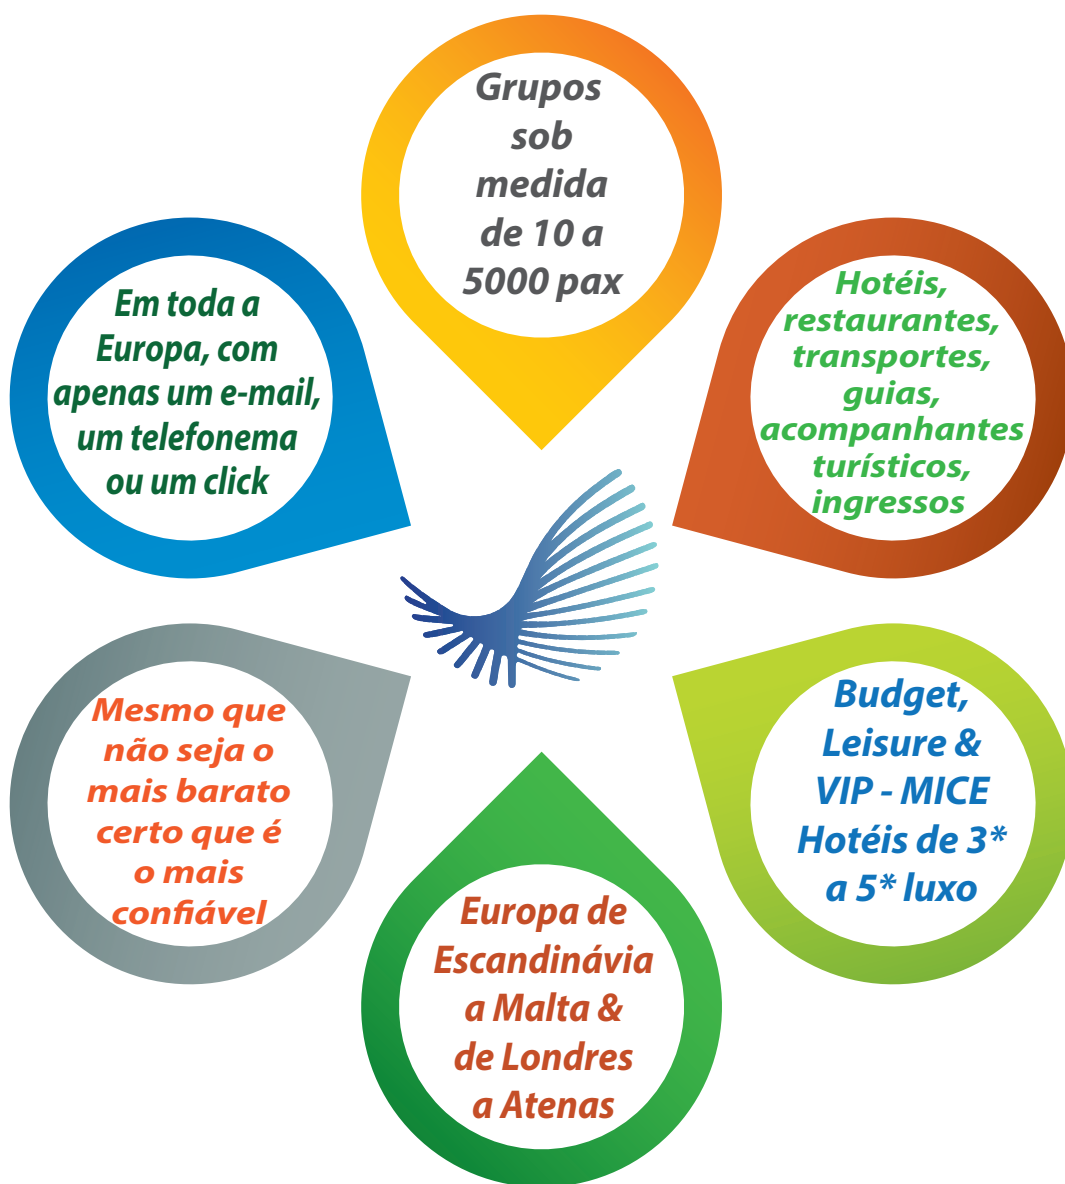 Grupos
sob
medida
de 10 a
5000 pax
Em toda a
Europa, com
apenas um e-mail,
um telefonema
ou um click
Hotéis,
restaurantes,
transportes,
guias,
acompanhantes
turísticos,
ingressos
Mesmo que
não seja o
mais barato
certo que é
o mais
confiável
Budget,
Leisure &
VIP - MICE
Hotéis de 3*
a 5* luxo
Europa de
Escandinávia
a Malta &
de Londres
a Atenas